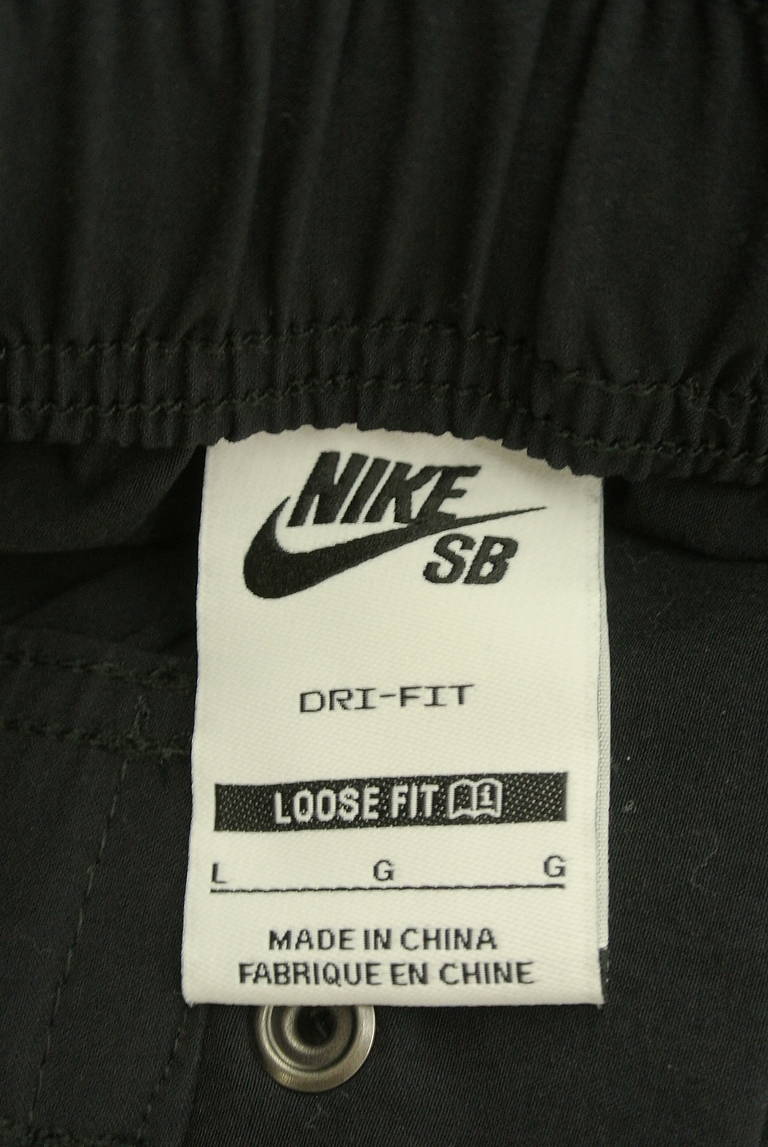 NIKE
SB
DRI-FIT
LOOSE FIT
L G G
MADE IN CHINA
FABRIQUE EN CHINE